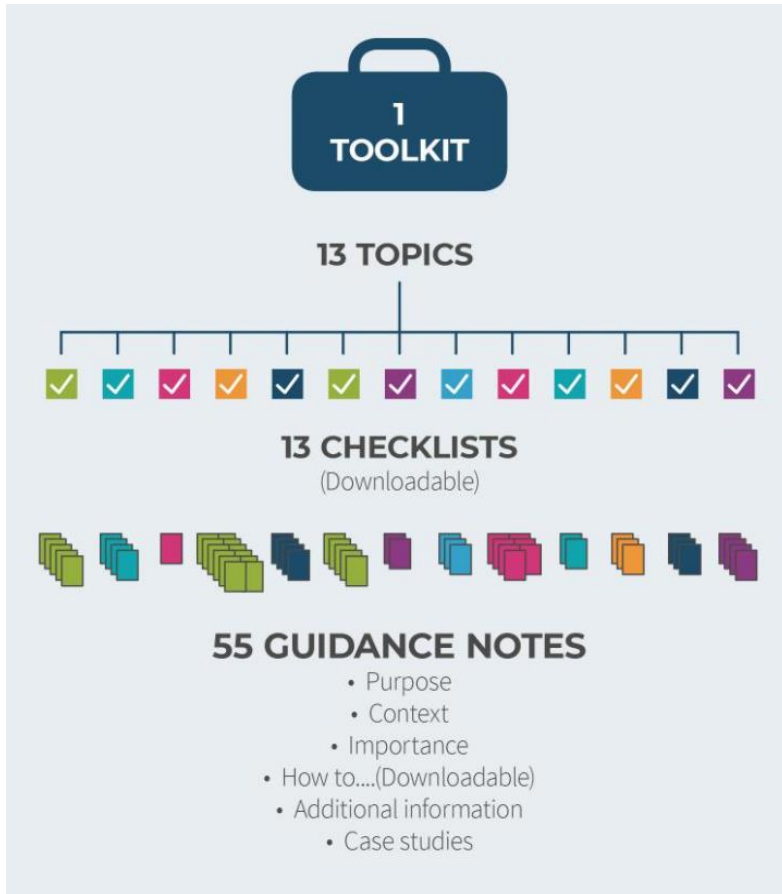 1
TOOLKIT
13 TOPICS
13 CHECKLISTS
(Downloadable)
55 GUIDANCE NOTES
• Purpose
• Context
• Importance
• How to....(Downloadable)
• Additional information
• Case studies